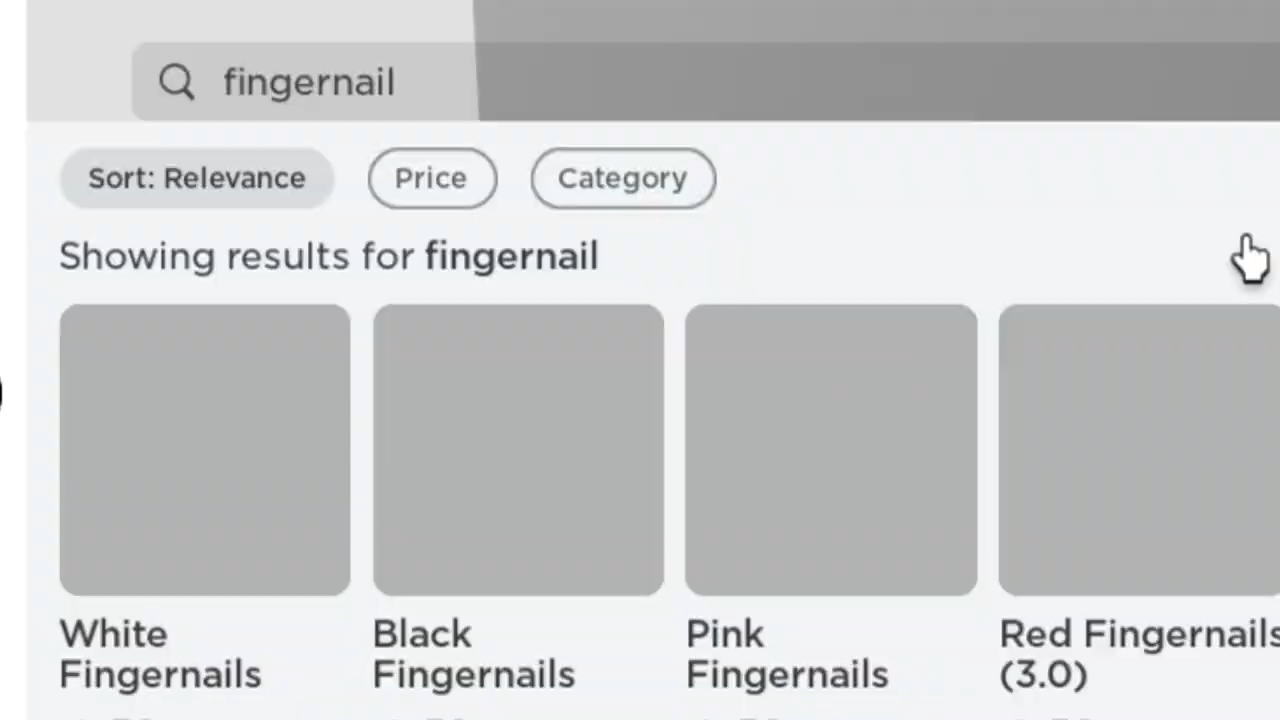 fingernail
Sort: Relevance
Price
Category
Showing results for fingernail
White
Fingernails
Black
Fingernails
Pink
Fingernails
Red Fingernails
(3.0)